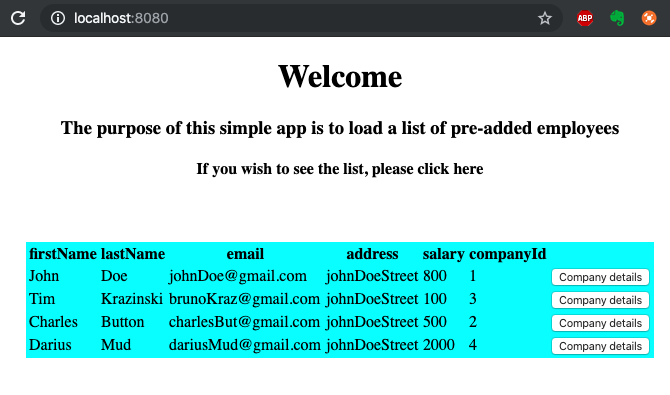 localhost:8080
ABP
Welcome
The purpose of this simple app is to load a list of pre-added employees
If you wish to see the list, please click here
firstName lastName email address salary companyId
John Doe johnDoe@gmail.com johnDoeStreet 800 1 Company details
Tim Krazinski brunoKraz@gmail.com johnDoeStreet 100 3 Company details
Charles Button charlesBut@gmail.com johnDoeStreet 500 2 Company details
Darius Mud dariusMud@gmail.com johnDoeStreet 2000 4 Company details